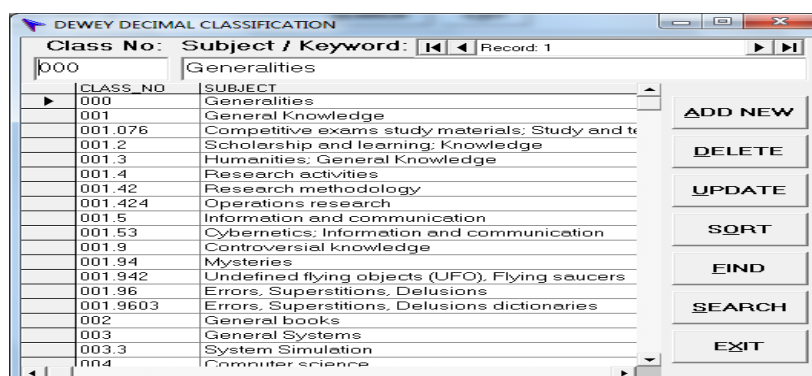 DEWEY DECIMAL CLASSIFICATION
Class No: Subject / Keyword: Record: 1
000 Generalities
CLASS_NO SUBJECT
000 Generalities
001 General Knowledge
001.076 Competitive exams study materials; Study and te
001.2 Scholarship and learning; Knowledge
001.3 Humanities; General Knowledge
001.4 Research activities
001.42 Research methodology
001.424 Operations research
001.5 Information and communication
001.53 Cybernetics; Information and communication
001.9 Controversial knowledge
001.94 Mysteries
001.942 Undefined flying objects (UFO), Flying saucers
001.96 Errors, Superstitions, Delusions
001.9603 Errors, Superstitions, Delusions dictionaries
002 General books
003 General Systems
003.3 System Simulation
004 Computer science
ADD NEW
DELETE
UPDATE
SORT
FIND
SEARCH
EXIT